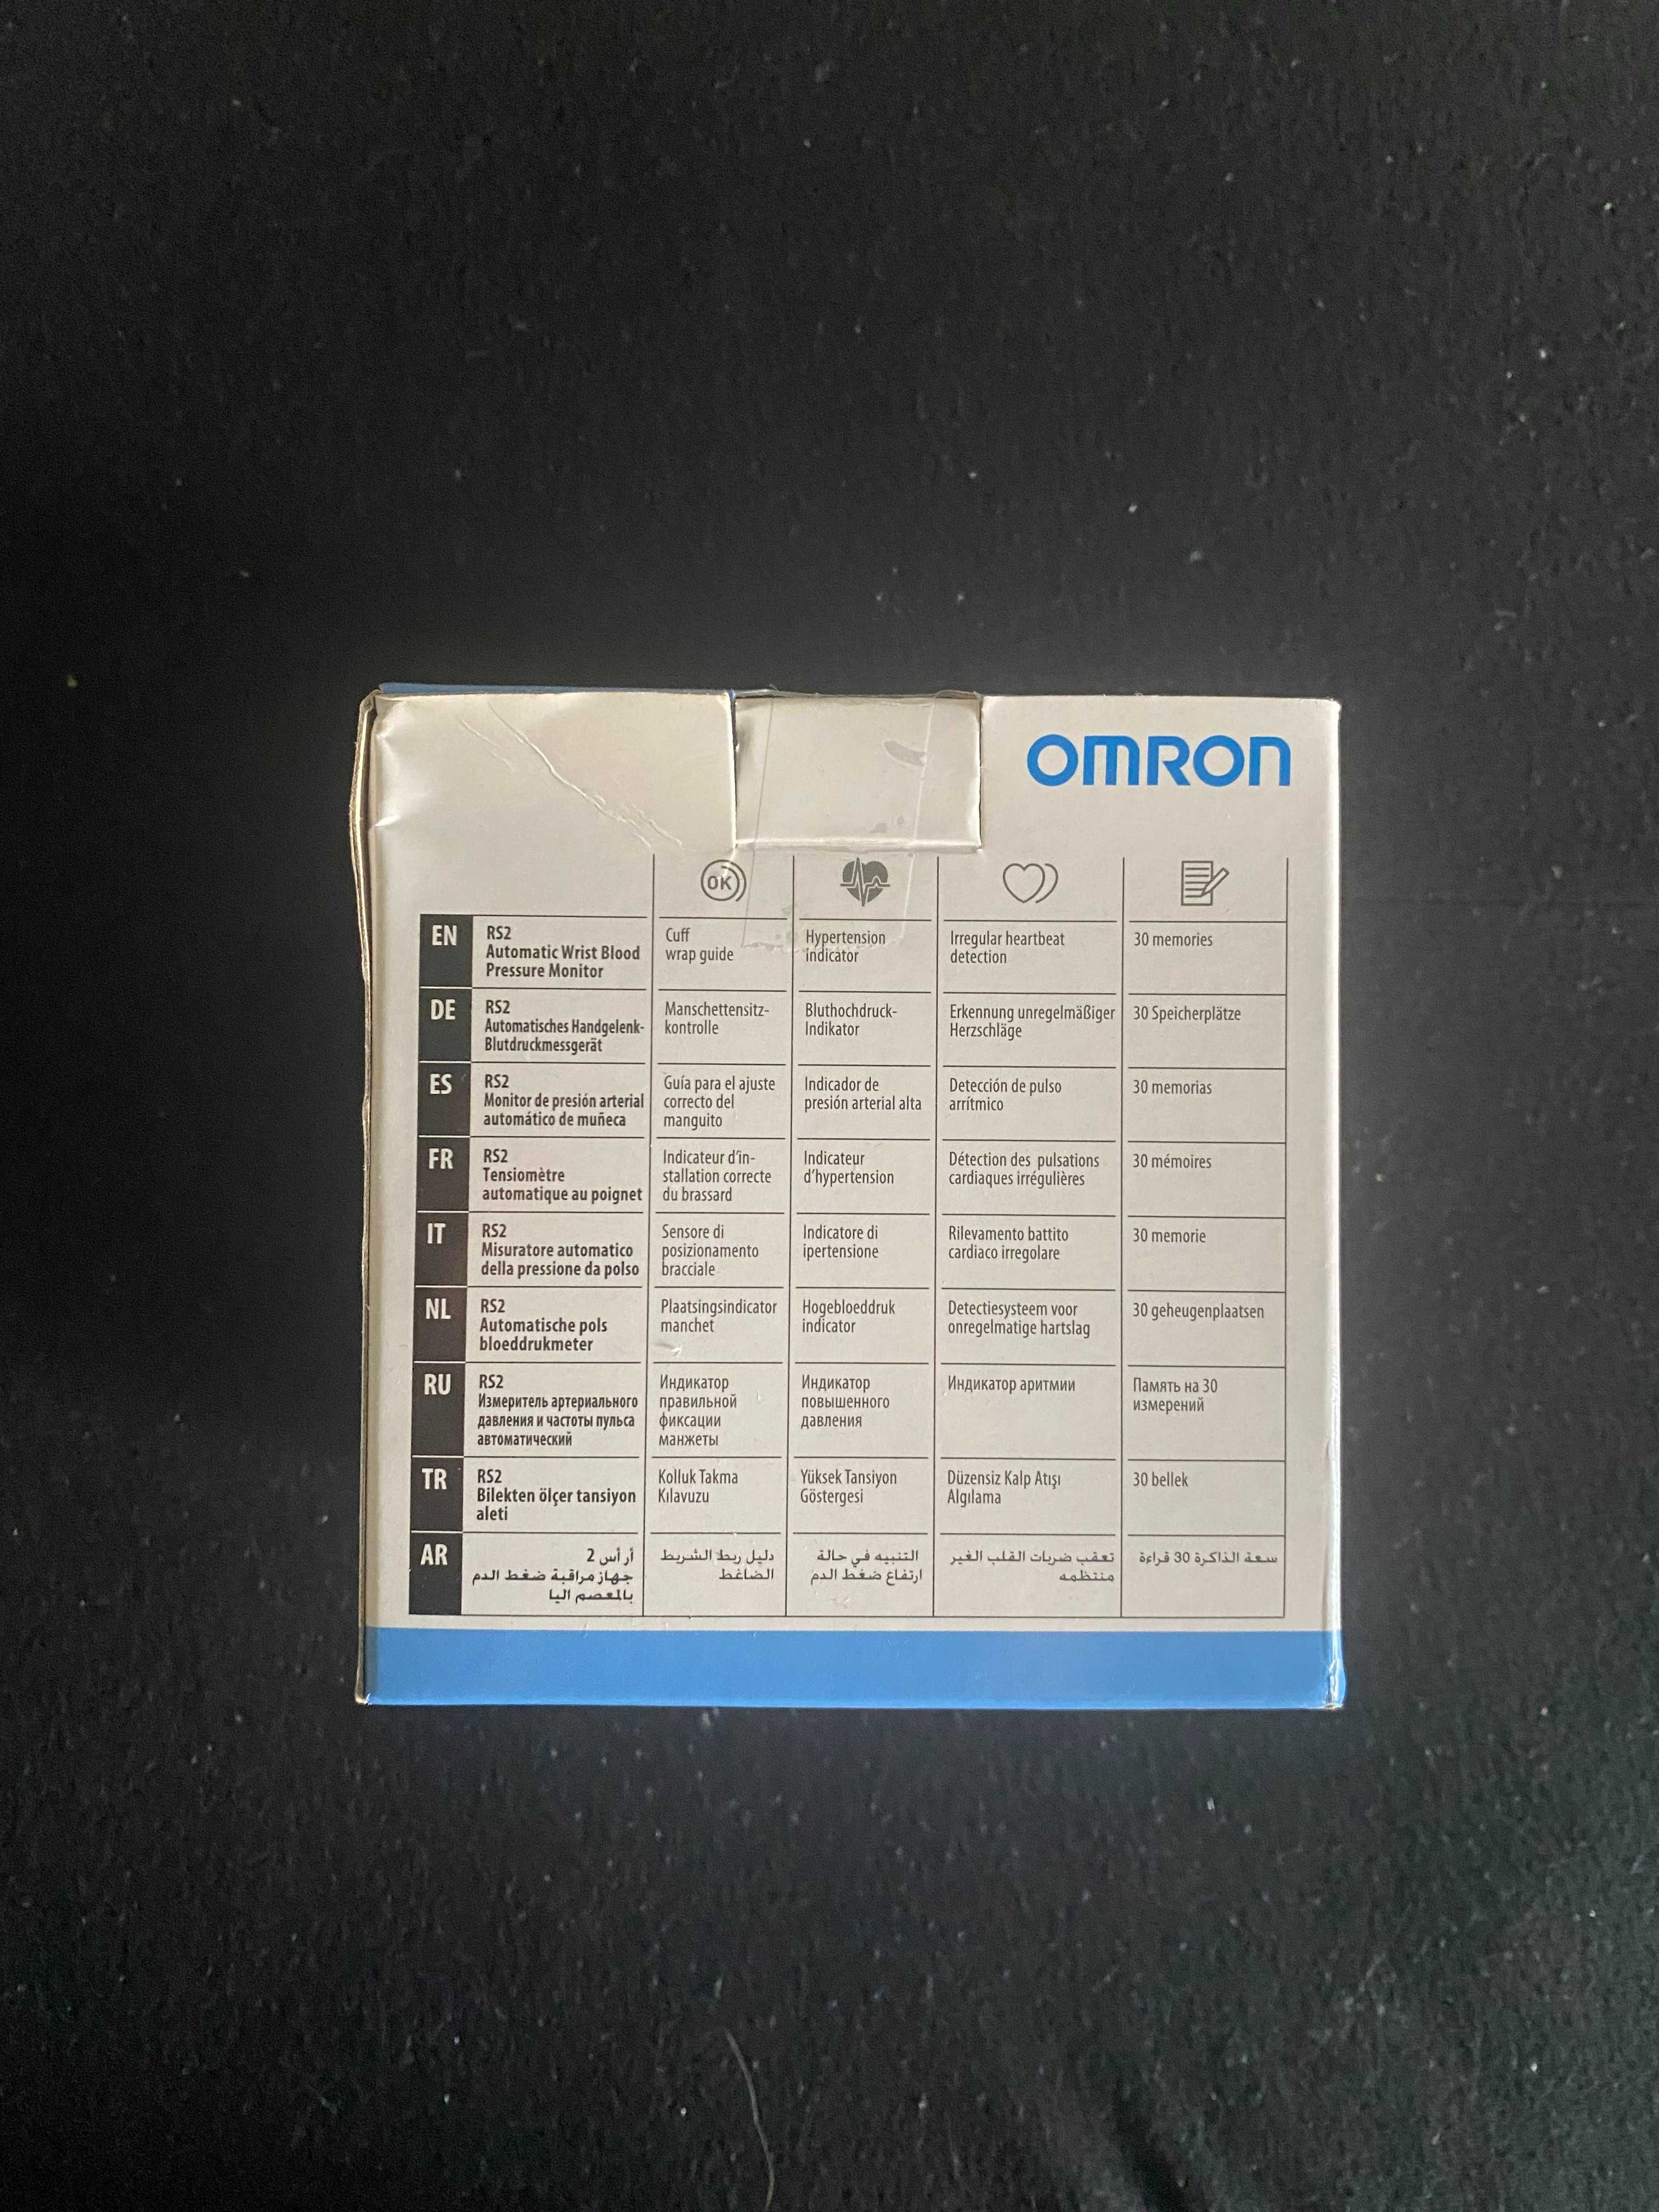 OMRON
OK
EN
RS2
Automatic Wrist Blood
Pressure Monitor
Cuff
wrap guide
Hypertension
indicator
Irregular heartbeat
detection
30 memories
DE
RS2
Automatisches Handgelenk-
Blutdruckmessgerät
Manschettensitz-
kontrolle
Bluthochdruck-
Indikator
Erkennung unregelmäßiger
Herzschläge
30 Speicherplätze
ES
RS2
Monitor de presión arterial
automático de muñeca
Guía para el ajuste
correcto del
manguito
Indicador de
presión arterial alta
Detección de pulso
arrítmico
30 memorias
FR
RS2
Tensiomètre
automatique au poignet
Indicateur d'in-
stallation correcte
du brassard
Indicateur
d'hypertension
Détection des pulsations
cardiaques irrégulières
30 mémoires
IT
RS2
Misuratore automatico
della pressione da polso
Sensore di
posizionamento
bracciale
Indicatore di
ipertensione
Rilevamento battito
cardiaco irregolare
30 memorie
NL
RS2
Automatische pols
bloeddrukmeter
Plaatsingsindicator
manchet
Hogebloeddruk
indicator
Detectiesysteem voor
onregelmatige hartslag
30 geheugenplaatsen
RU
RS2
Измеритель артериального
давления и частоты пульса
автоматический
Индикатор
правильной
фиксации
манжеты
Индикатор
повышенного
давления
Индикатор аритмии
Память на 30
измерений
TR
RS2
Bilekten ölçer tansiyon
aleti
Kolluk Takma
Kılavuzu
Yüksek Tansiyon
Göstergesi
Düzensiz Kalp Atışı
Algılama
30 bellek
AR
أر أس 2
جهاز مراقبة ضغط الدم
بالمعصم اليا
دليل ربط الشريط
الضاغط
التنبيه في حالة
ارتفاع ضغط الدم
تعقب ضربات القلب الغير
منتظمه
سعة الذاكرة 30 قراءة